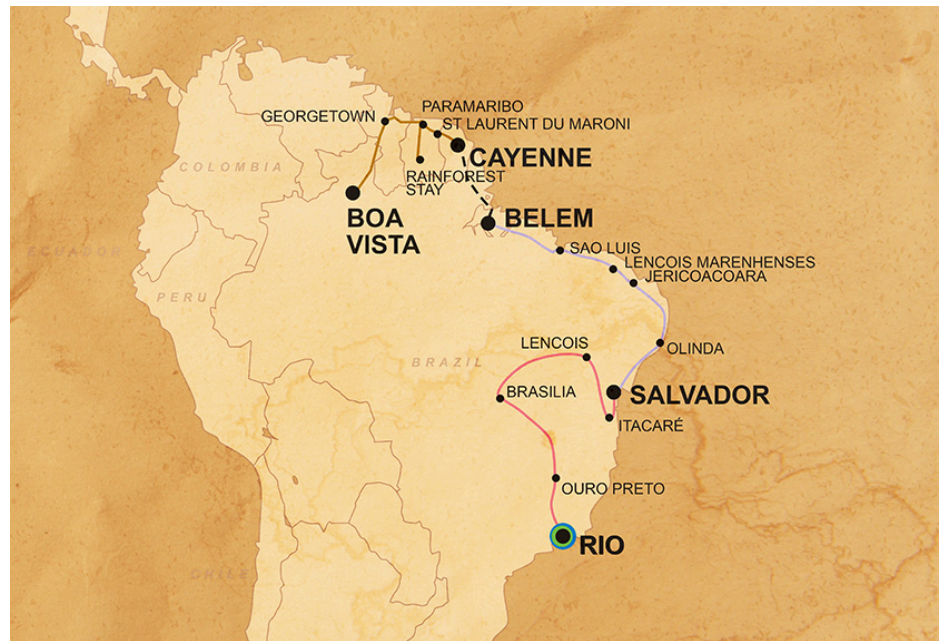 PARAMARIBO
GEORGETOWN
ST LAURENT DU MARONI
CAYENNE
COLOMBIA
RAINFOREST
STAY
BOA
VISTA
BELEM
ECUADOR
SAO LUIS
LENCOIS MARENHENSES
JERICOACOARA
PERU
LENCOIS
OLINDA
BRAZIL
BRASILIA
SALVADOR
ITACARÉ
OURO PRETO
RIO
CHILE